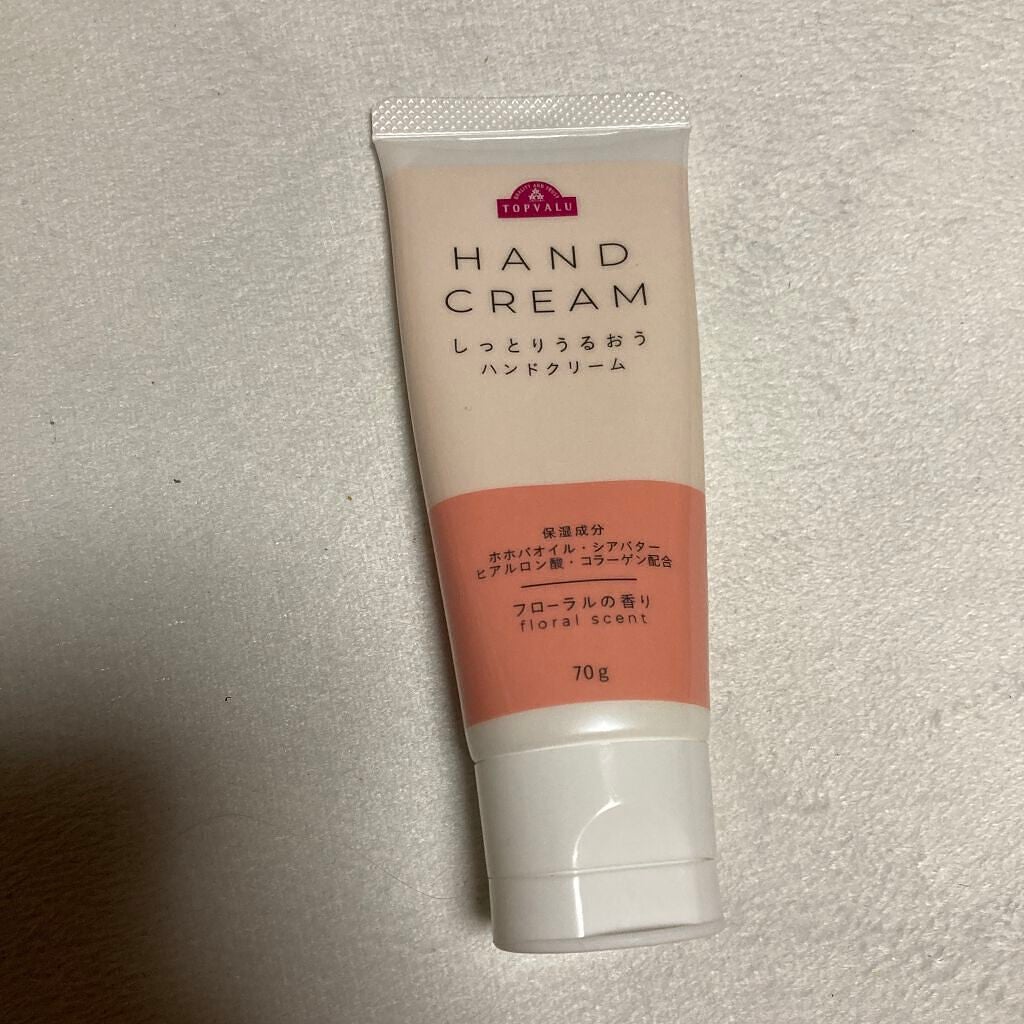 QUALITY AND TRUST
TOPVALU
HAND
CREAM
しっとりうるおう
ハンドクリーム
保湿成分
ホホバオイル・シアバター
ヒアルロン酸・コラーゲン配合
フローラルの香り
floral scent
70g